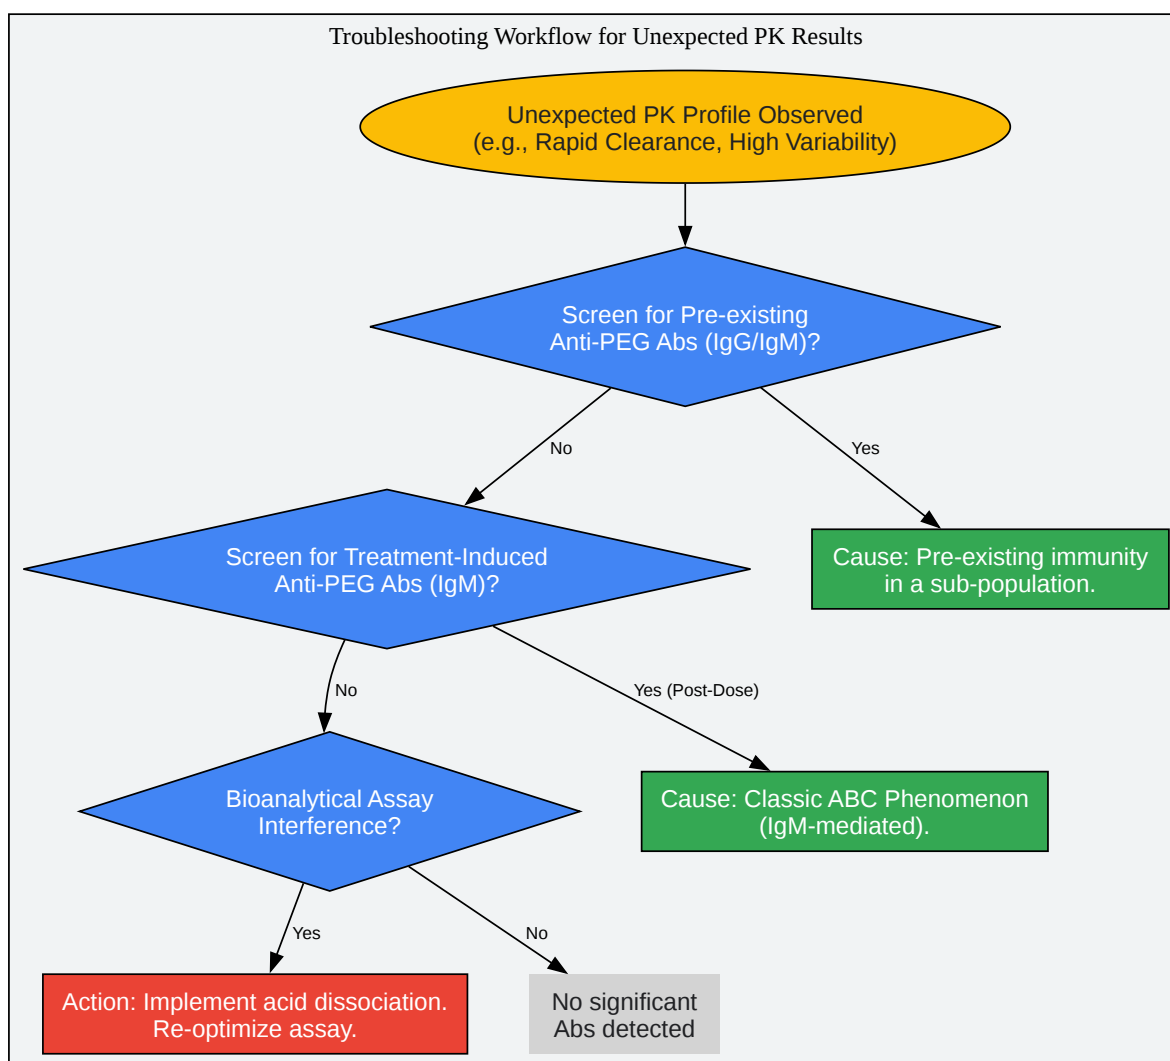 Troubleshooting Workflow for Unexpected PK Results
Unexpected PK Profile Observed
(e.g., Rapid Clearance, High Variability)
Screen for Pre-existing
Anti-PEG Abs (IgG/IgM)?
No
Yes
Screen for Treatment-Induced
Anti-PEG Abs (IgM)?
Cause: Pre-existing immunity
in a sub-population.
No
Yes (Post-Dose)
Bioanalytical Assay
Interference?
Cause: Classic ABC Phenomenon
(IgM-mediated).
Yes
No
Action: Implement acid dissociation.
Re-optimize assay.
No significant
Abs detected